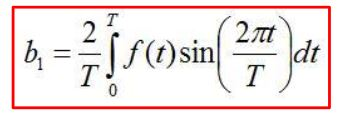 b₁ = 2/T ∫₀ᵀ f(t) sin(2πt/T) dt